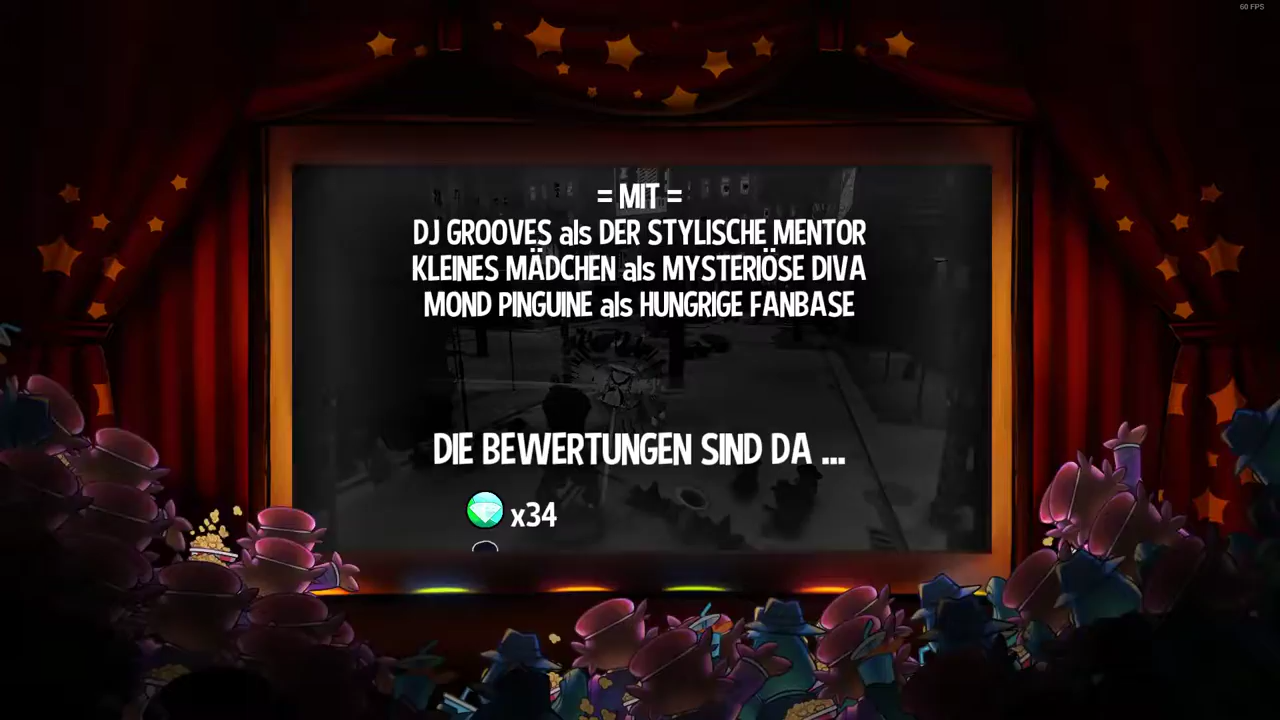 60 FPS
= MIT =
DJ GROOVES als DER STYLISCHE MENTOR
KLEINES MÄDCHEN als MYSTERIÖSE DIVA
MOND PINGUINE als HUNGRIGE FANBASE
DIE BEWERTUNGEN SIND DA ...
x34